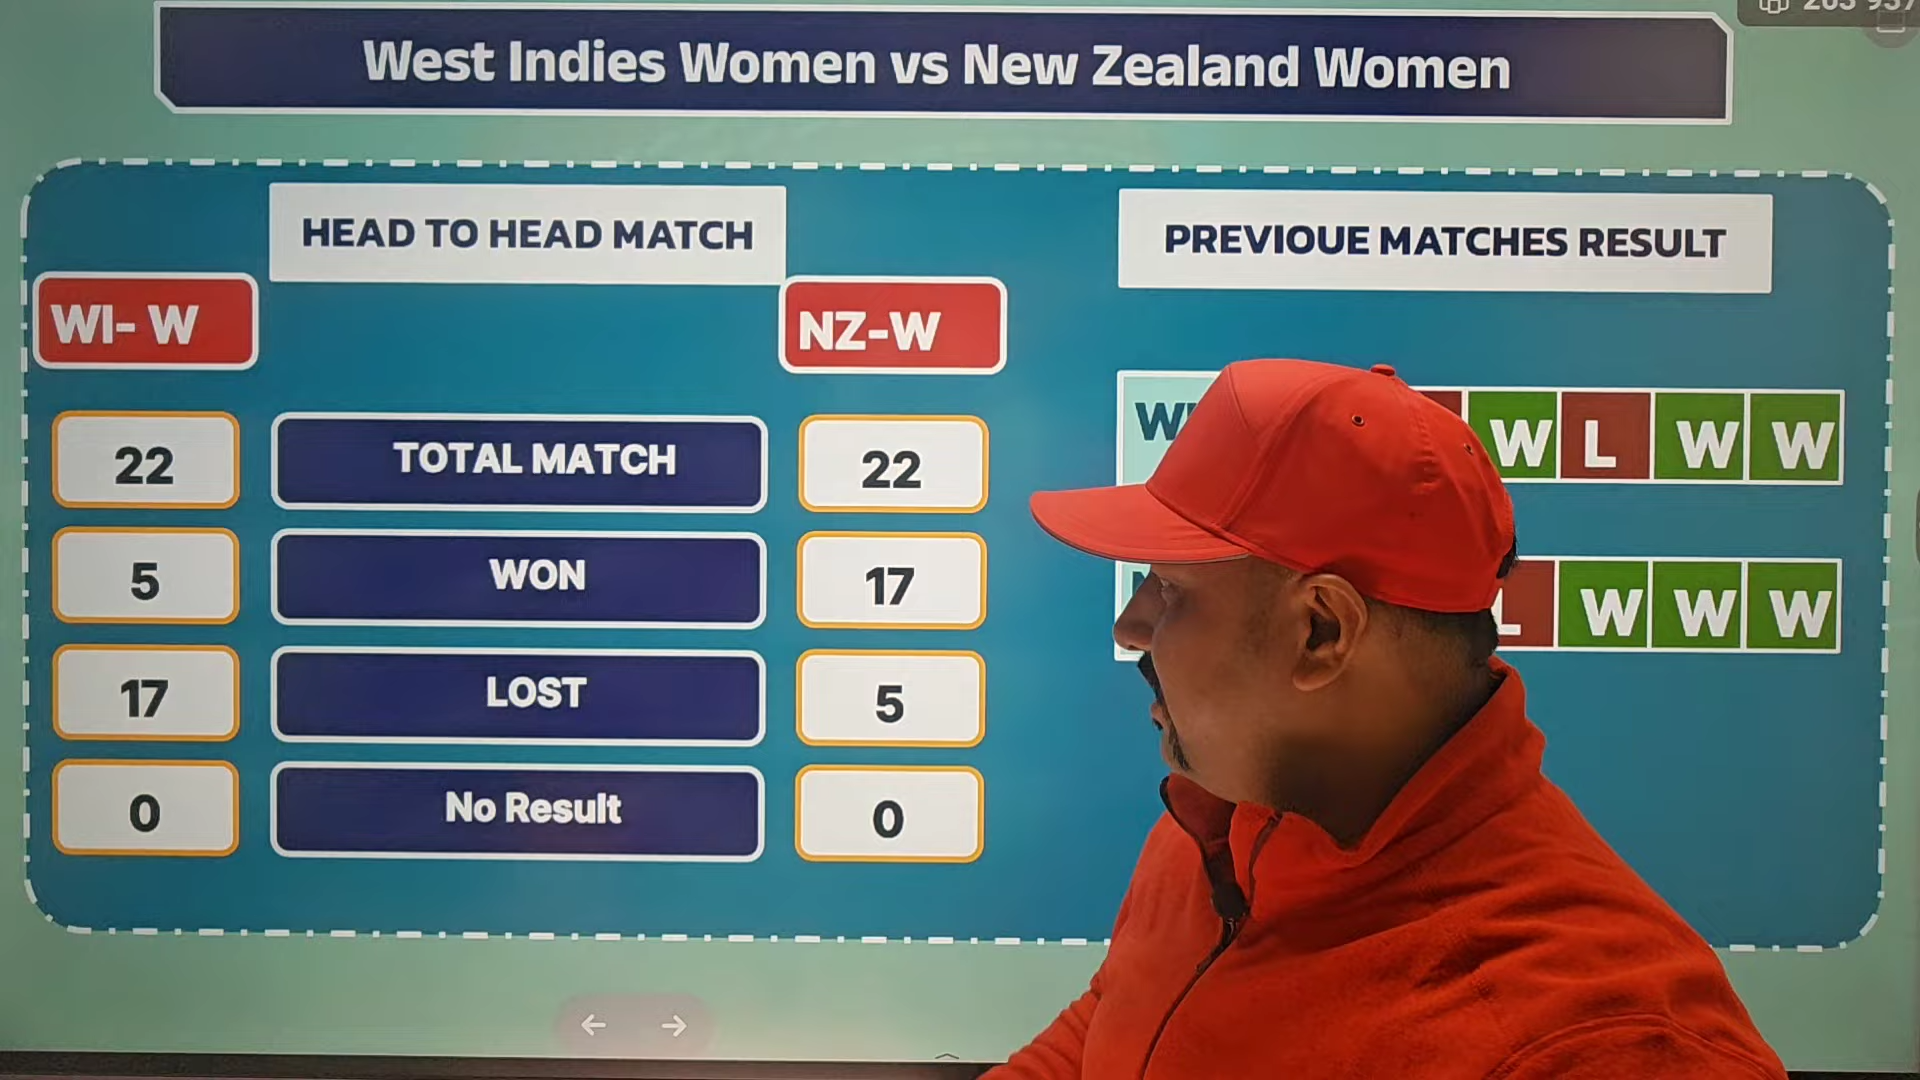 West Indies Women vs New Zealand Women
HEAD TO HEAD MATCH
WI- W
NZ-W
22
TOTAL MATCH
22
5
WON
17
17
LOST
5
0
No Result
0
PREVIOUE MATCHES RESULT
W L W W
L W W W